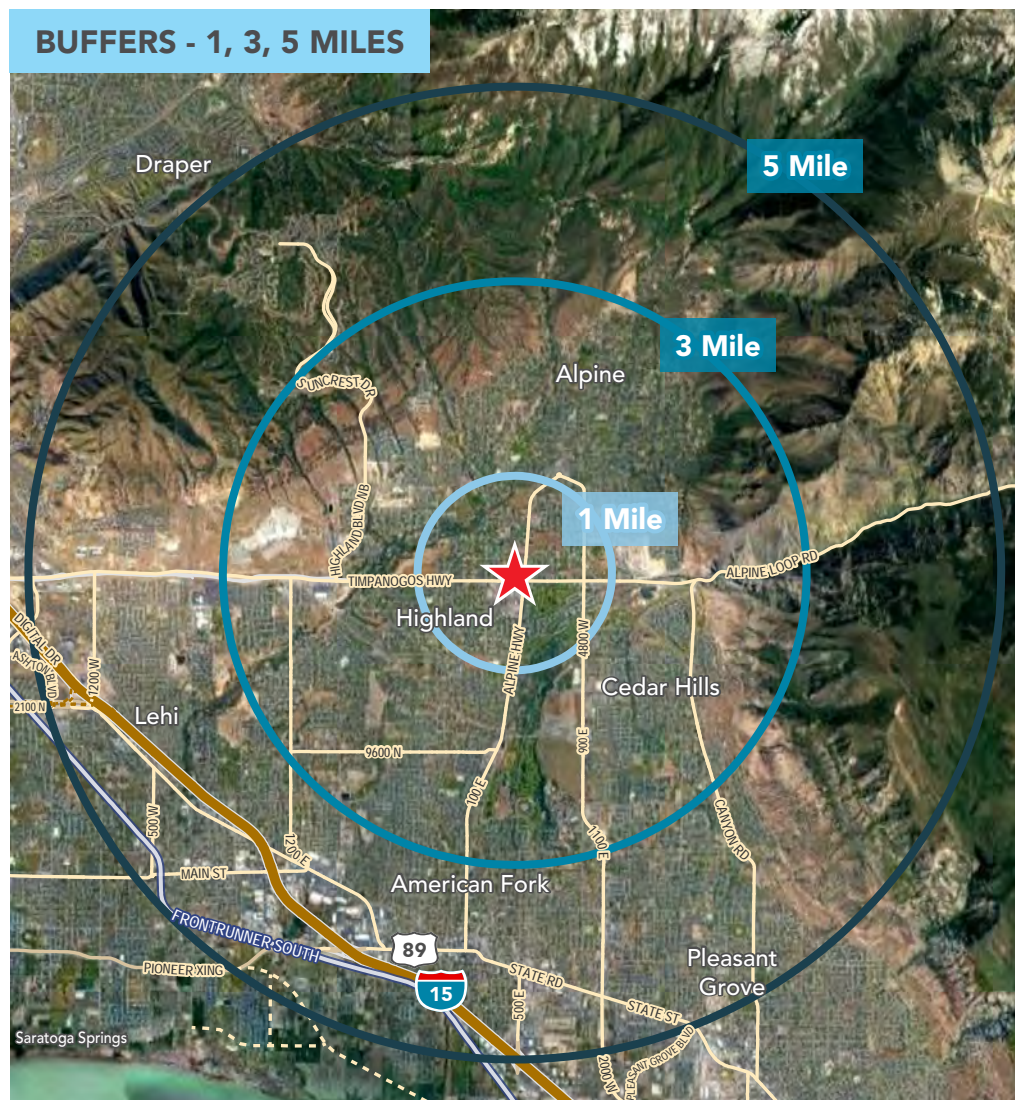 BUFFERS - 1, 3, 5 MILES
Draper
5 Mile
3 Mile
Alpine
SUNCREST DR
HIGHLAND BLVD NB
1 Mile
ALPINE LOOP RD
TIMPANOGOS HWY
Highland
DIGITAL DR
ASHTON BLVD
1200 W
2100 N
ALPINE HWY
4800 W
Cedar Hills
Lehi
9600 N
900 E
100 E
500 W
1200 E
1100 E
CANYON RD
MAIN ST
American Fork
FRONTRUNNER SOUTH
89
PIONEER XING
15
STATE RD
500 E
Pleasant
Grove
STATE ST
Saratoga Springs
2000 W
PLEASANT GROVE BLVD